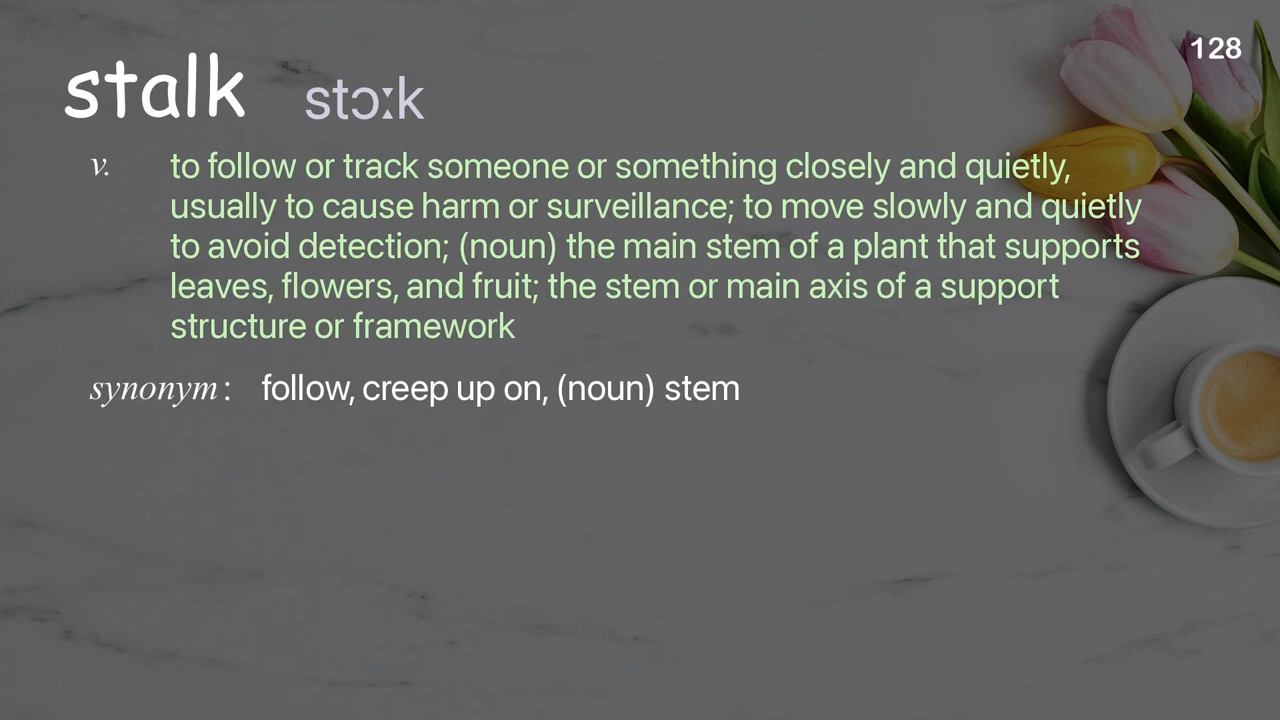 128
stalk stɔːk
v. to follow or track someone or something closely and quietly,
usually to cause harm or surveillance; to move slowly and quietly
to avoid detection; (noun) the main stem of a plant that supports
leaves, flowers, and fruit; the stem or main axis of a support
structure or framework
synonym: follow, creep up on, (noun) stem